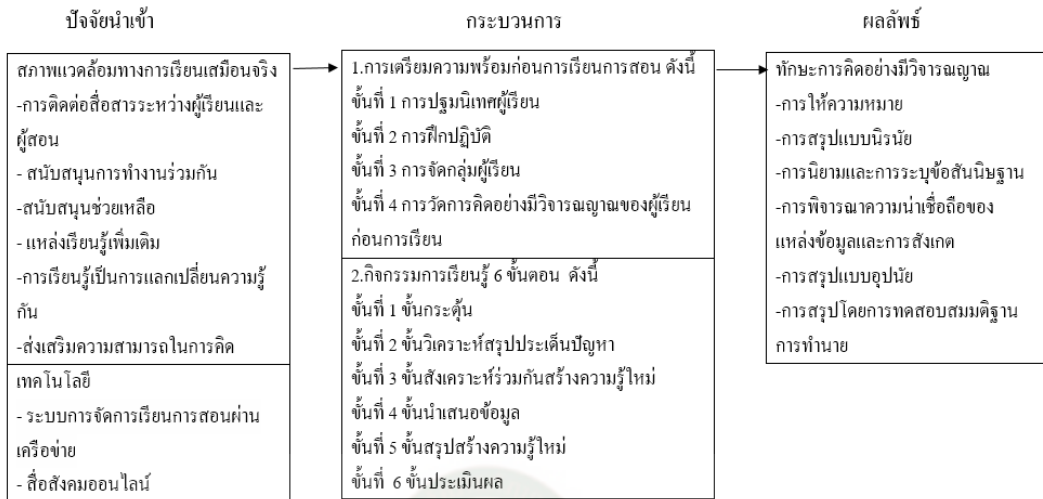 ปัจจัยนำเข้า
สภาพแวดล้อมทางการเรียนเสมือนจริง
-การติดต่อสื่อสารระหว่างผู้เรียนและ
ผู้สอน
- สนับสนุนการทำงานร่วมกัน
-สนับสนุนช่วยเหลือ
- แหล่งเรียนรู้เพิ่มเติม
-การเรียนรู้เป็นการแลกเปลี่ยนความรู้
กัน
-ส่งเสริมความสามารถในการคิด
เทคโนโลยี
- ระบบการจัดการเรียนการสอนผ่าน
เครือข่าย
- สื่อสังคมออนไลน์
กระบวนการ
1.การเตรียมความพร้อมก่อนการเรียนการสอน ดังนี้
ขั้นที่ 1 การปฐมนิเทศผู้เรียน
ขั้นที่ 2 การฝึกปฏิบัติ
ขั้นที่ 3 การจัดกลุ่มผู้เรียน
ขั้นที่ 4 การวัดการคิดอย่างมีวิจารณญาณของผู้เรียน
ก่อนการเรียน
2.กิจกรรมการเรียนรู้ 6 ขั้นตอน ดังนี้
ขั้นที่ 1 ขั้นกระตุ้น
ขั้นที่ 2 ขั้นวิเคราะห์สรุปประเด็นปัญหา
ขั้นที่ 3 ขั้นสังเคราะห์ร่วมกันสร้างความรู้ใหม่
ขั้นที่ 4 ขั้นนำเสนอข้อมูล
ขั้นที่ 5 ขั้นสรุปสร้างความรู้ใหม่
ขั้นที่ 6 ขั้นประเมินผล
ผลลัพธ์
ทักษะการคิดอย่างมีวิจารณญาณ
-การให้ความหมาย
-การสรุปแบบนิรนัย
-การนิยามและการระบุข้อสันนิษฐาน
-การพิจารณาความน่าเชื่อถือของ
แหล่งข้อมูลและการสังเกต
-การสรุปแบบอุปนัย
-การสรุปโดยการทดสอบสมมติฐาน
การทำนาย